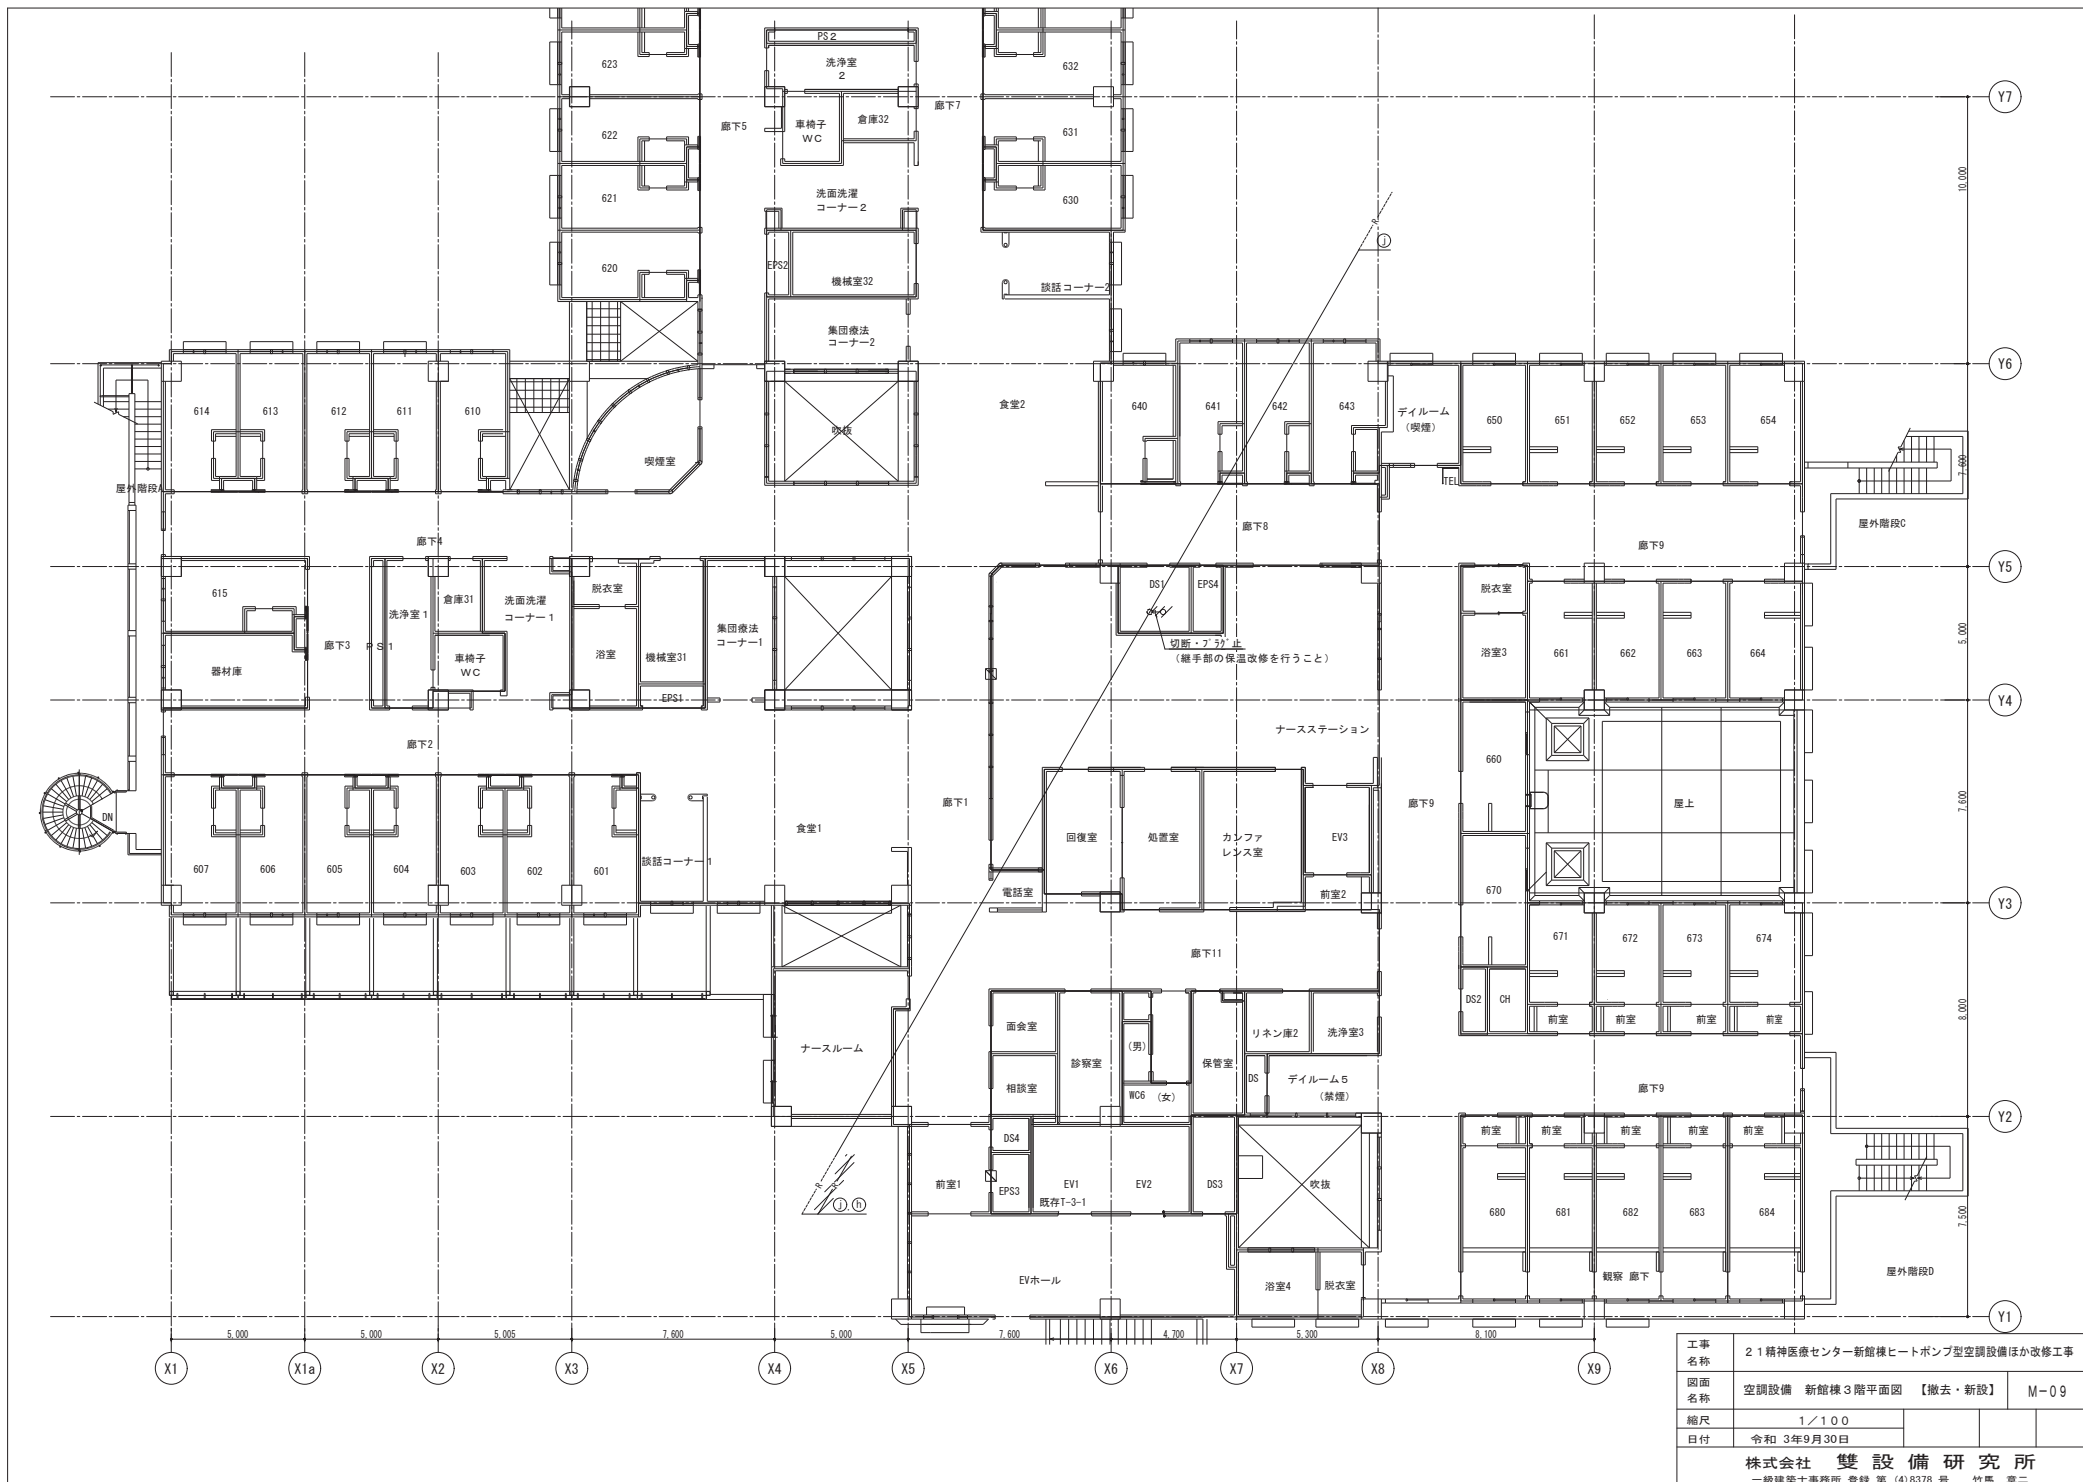 PS2
623
洗浄室
2
632
廊下7
Y7
廊下5
車椅子
WC
倉庫32
622
631
10,000
621
洗面洗濯
コーナー2
630
J
620
EPS2
機械室32
談話コーナー2
集団療法
コーナー2
Y6
614
613
612
611
610
喫煙室
吹抜
食堂2
640
641
642
643
デイルーム
(喫煙)
650
651
652
653
654
7,600
TEL
屋外階段A
屋外階段C
廊下4
廊下8
廊下9
Y5
615
廊下3
PS1
洗浄室1
倉庫31
洗面洗濯
コーナー1
脱衣室
DS1
EPS4
脱衣室
車椅子
WC
浴室
機械室31
集団療法
コーナー1
切断・プラグ止
(継手部の保温改修を行うこと)
浴室3
661
662
663
664
5,000
器材庫
EPS1
Y4
廊下2
ナースステーション
660
DN
食堂1
廊下1
回復室
処置室
カンファ
レンス室
EV3
廊下9
屋上
7,600
607
606
605
604
603
602
601
談話コーナー1
電話室
前室2
670
Y3
廊下11
671
672
673
674
DS2
CH
前室
前室
前室
前室
8,000
ナースルーム
面会室
診察室
(男)
保管室
リネン庫2
洗浄室3
相談室
WC6
(女)
DS
デイルーム5
(禁煙)
廊下9
Y2
DS4
前室
前室
前室
前室
前室
前室1
EPS3
EV1
EV2
DS3
吹抜
既存T-3-1
R
R
J,h
680
681
682
683
684
7,500
EVホール
浴室4
脱衣室
観察 廊下
屋外階段D
Y1
5,000
5,000
5,005
7,600
5,000
7,600
4,700
5,300
8,100
X1
X1a
X2
X3
X4
X5
X6
X7
X8
X9
工事
名称
21精神医療センター新館棟ヒートポンプ型空調設備ほか改修工事
図面
名称
空調設備 新館棟3階平面図 【撤去・新設】
M-09
縮尺
1/100
日付
令和 3年9月30日
株式会社 雙設備研究所
一級建築士事務所 登録 第 (4)8378 号